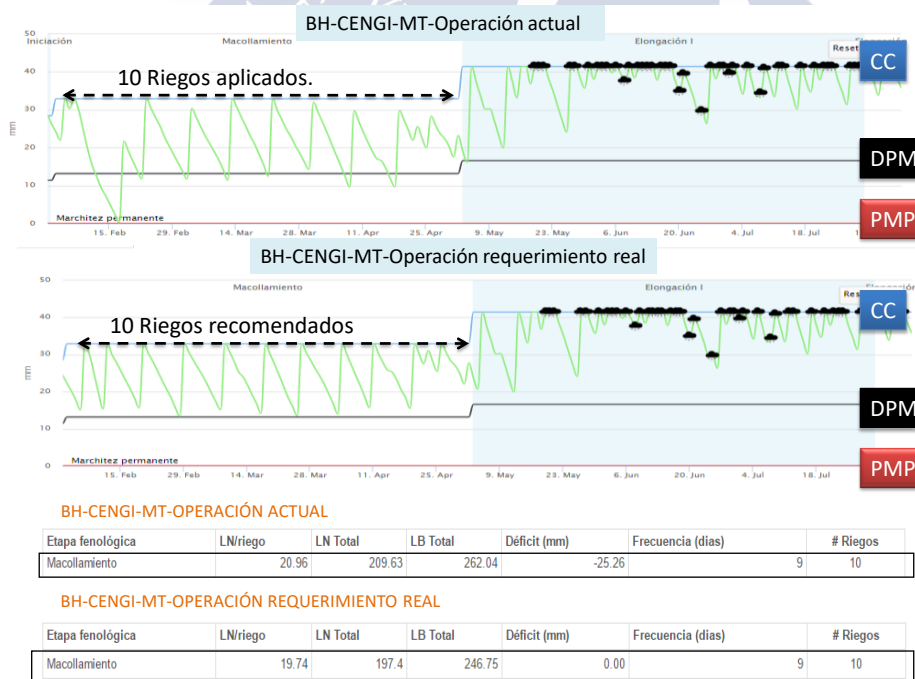 BH-CENGI-MT-Operación actual
50
Iniciación Macollamiento Elongación I
Reset
CC
40
10 Riegos aplicados.
30
mm
20
DPM
10
Marchitez permanente
PMP
0
15. Feb 29. Feb 14. Mar 28. Mar 11. Apr 25. Apr 9. May 23. May 6. Jun 20. Jun 4. Jul 18. Jul
BH-CENGI-MT-Operación requerimiento real
50
Macollamiento Elongación I
Res
CC
40
10 Riegos recomendados
30
mm
20
DPM
10
Marchitez permanente
PMP
0
15. Feb 29. Feb 14. Mar 28. Mar 11. Apr 25. Apr 9. May 23. May 6. Jun 20. Jun 4. Jul 18. Jul
BH-CENGI-MT-OPERACIÓN ACTUAL
Etapa fenológica LN/riego LN Total LB Total Déficit (mm) Frecuencia (dias) # Riegos
Macollamiento 20.96 209.63 262.04 -25.26 9 10
BH-CENGI-MT-OPERACIÓN REQUERIMIENTO REAL
Etapa fenológica LN/riego LN Total LB Total Déficit (mm) Frecuencia (dias) # Riegos
Macollamiento 19.74 197.4 246.75 0.00 9 10